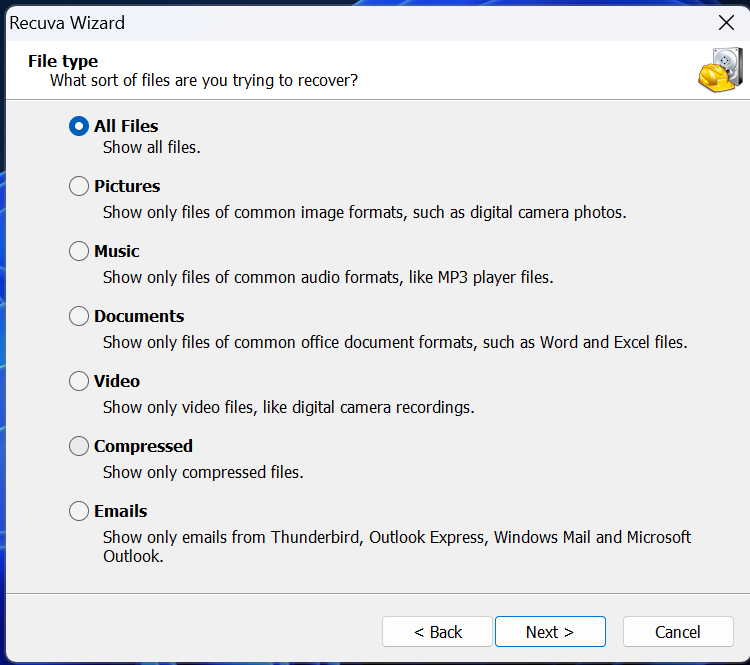 Recuva Wizard
File type
What sort of files are you trying to recover?
All Files
Show all files.
Pictures
Show only files of common image formats, such as digital camera photos.
Music
Show only files of common audio formats, like MP3 player files.
Documents
Show only files of common office document formats, such as Word and Excel files.
Video
Show only video files, like digital camera recordings.
Compressed
Show only compressed files.
Emails
Show only emails from Thunderbird, Outlook Express, Windows Mail and Microsoft
Outlook.
< Back Next > Cancel